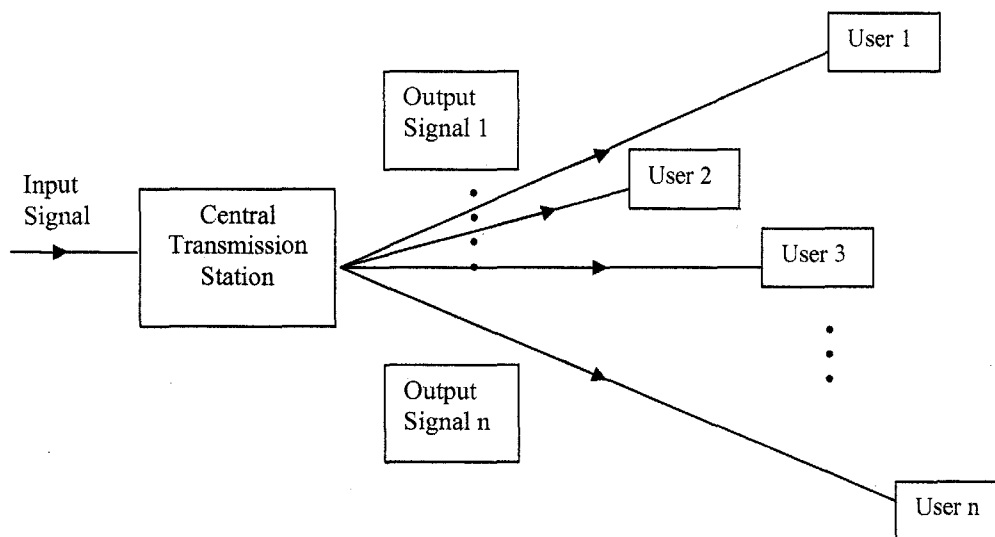 User 1
Output
Signal 1
User 2
Input
Signal
Central
Transmission
Station
User 3
Output
Signal n
User n